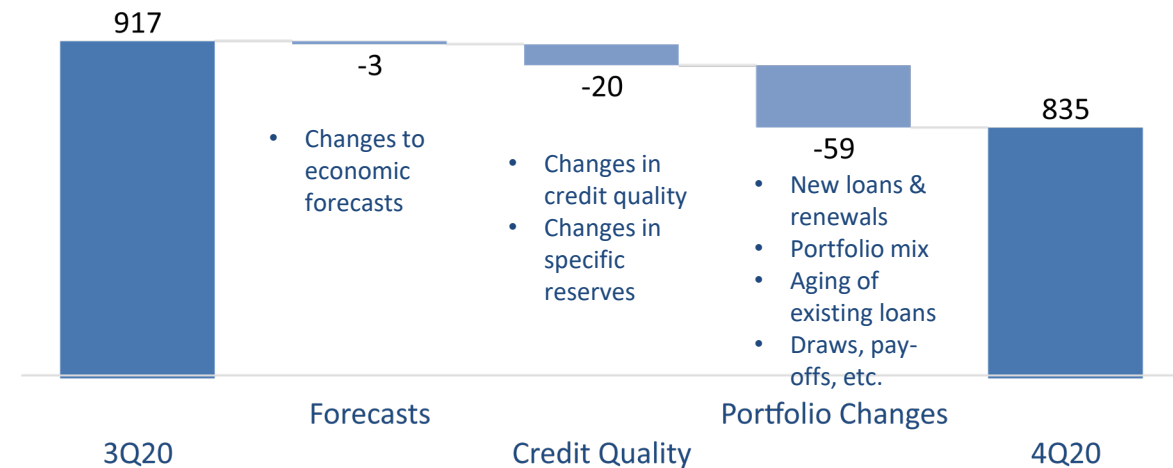 917
-3
-20
-59
835
• Changes to
economic
forecasts
• Changes in
credit quality
• Changes in
specific
reserves
• New loans &
renewals
• Portfolio mix
• Aging of
existing loans
• Draws, pay-
offs, etc.
Forecasts
Portfolio Changes
3Q20
Credit Quality
4Q20